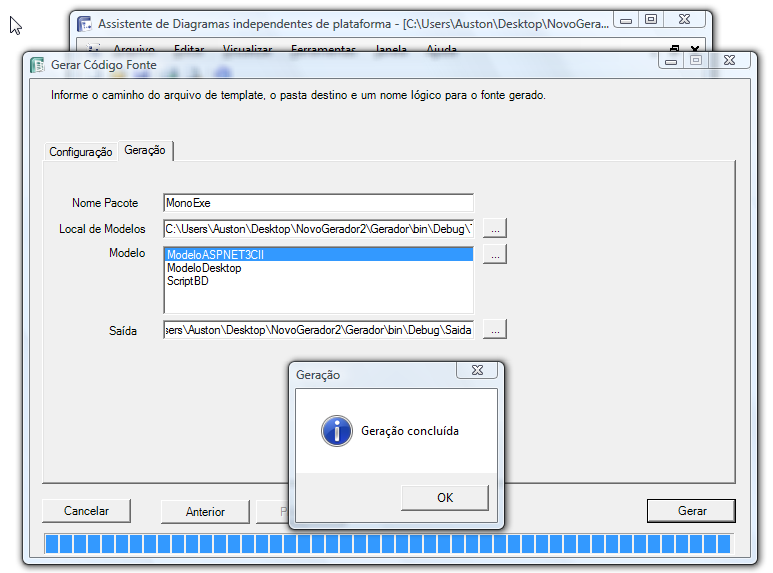 Assistente de Diagramas independentes de plataforma - [C:\Users\Auston\Desktop\NovoGera...
Arquivo Editar Visualizar Ferramentas Janela Ajuda
Gerar Código Fonte
Informe o caminho do arquivo de template, o pasta destino e um nome lógico para o fonte gerado.
Configuração Geração
Nome Pacote MonoExe
Local de Modelos C:\Users\Auston\Desktop\NovoGerador2\Gerador\bin\Debug\ ...
Modelo ModeloASPNET3CII ...
ModeloDesktop
ScriptBD
Saída sers\Auston\Desktop\NovoGerador2\Gerador\bin\Debug\Saida ...
Geração
Geração concluída
OK
Cancelar Anterior P Gerar